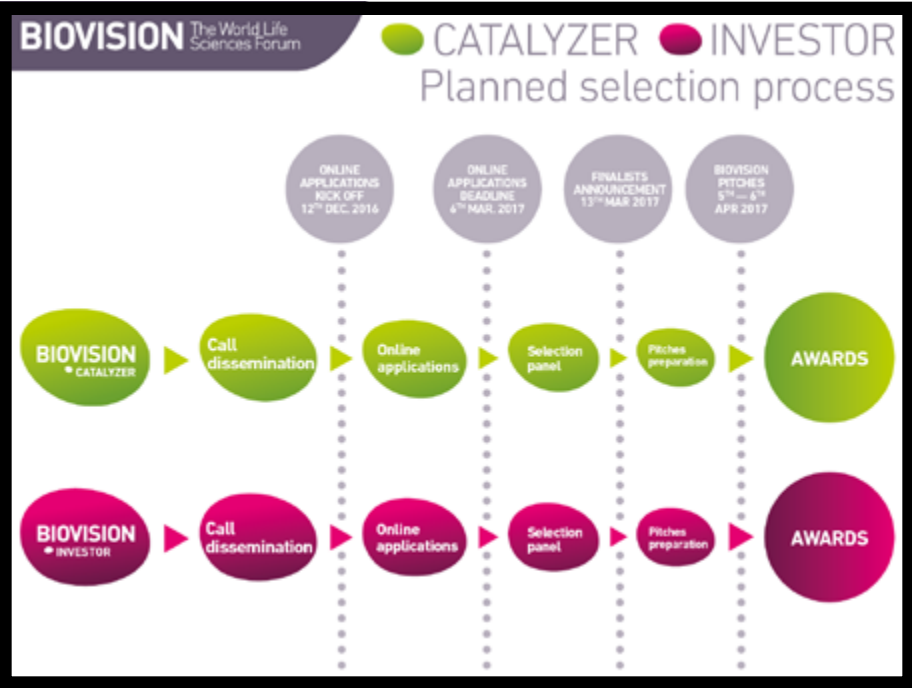 BIOVISION The World Life
Sciences Forum
CATALYZER INVESTOR
Planned selection process
ONLINE
APPLICATIONS
KICK OFF
12TH DEC. 2016
ONLINE
APPLICATIONS
DEADLINE
6TH MAR. 2017
FINALISTS
ANNOUNCEMENT
13TH MAR 2017
BIOVISION
PITCHES
5TH — 6TH
APR 2017
BIOVISION
CATALYZER
Call
dissemination
Online
applications
Selection
panel
Pitches
preparation
AWARDS
BIOVISION
INVESTOR
Call
dissemination
Online
applications
Selection
panel
Pitches
preparation
AWARDS